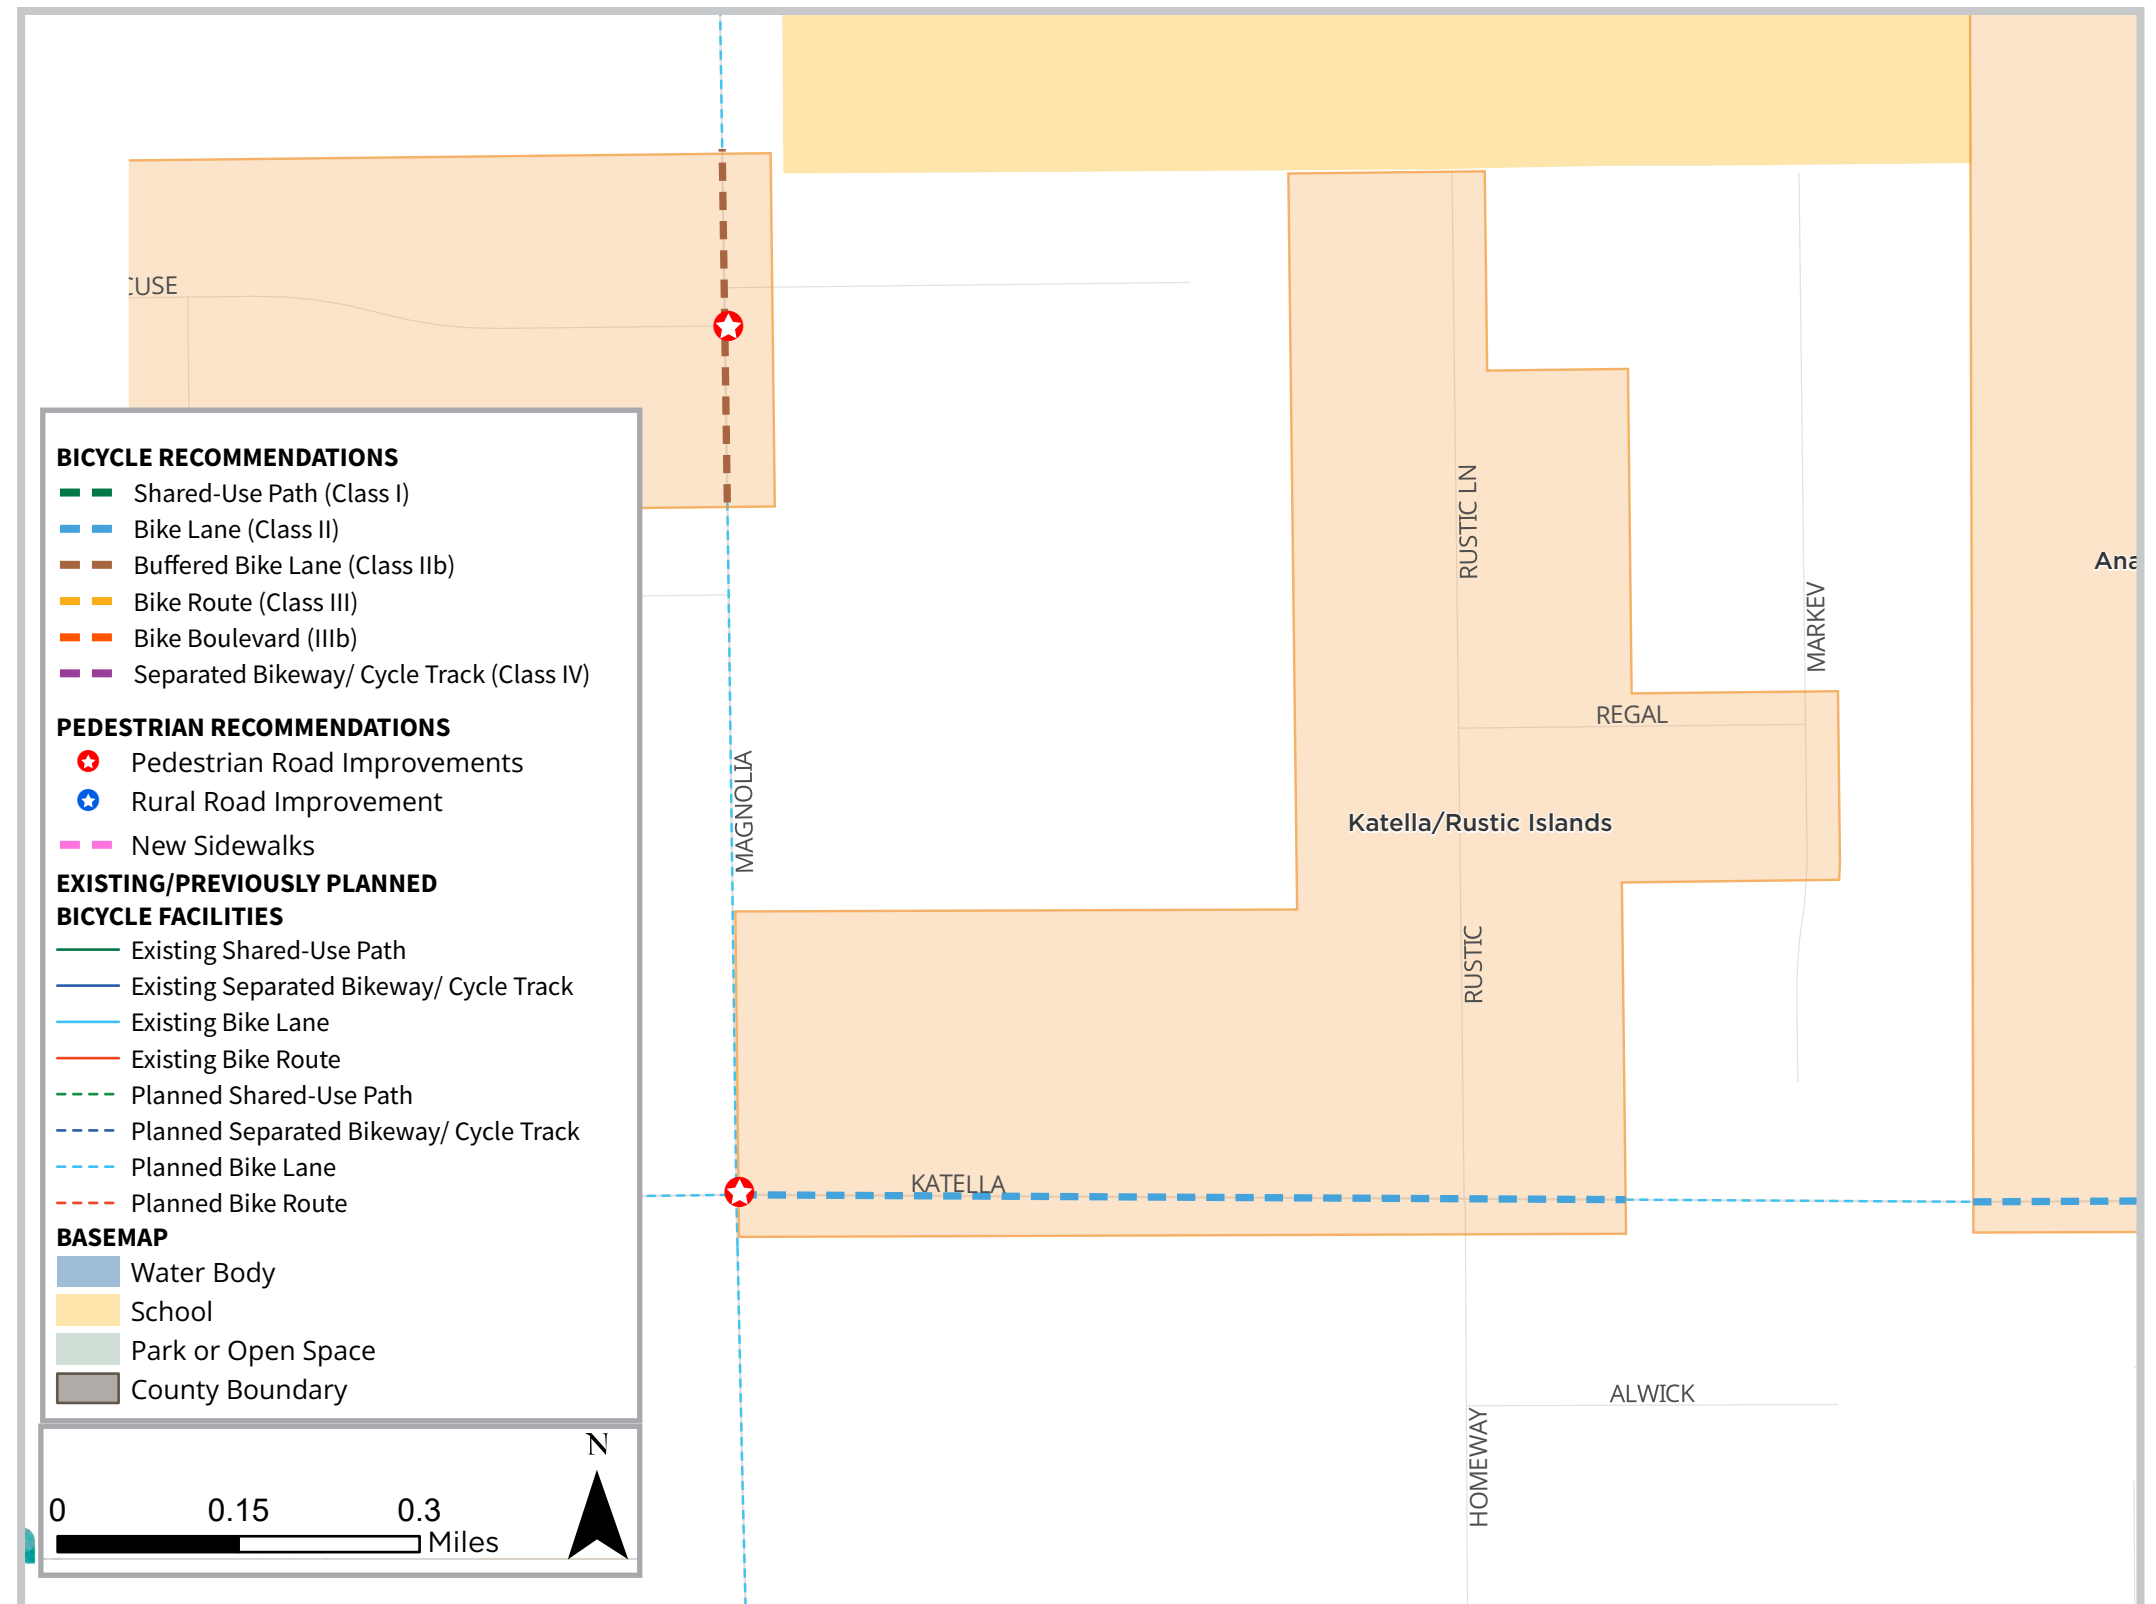 CUSE
RUSTIC LN
MARKEV
Ana
REGAL
MAGNOLIA
Katella/Rustic Islands
RUSTIC
KATELLA
ALWICK
HOMEWAY
BICYCLE RECOMMENDATIONS
Shared-Use Path (Class I)
Bike Lane (Class II)
Buffered Bike Lane (Class IIb)
Bike Route (Class III)
Bike Boulevard (IIIb)
Separated Bikeway/ Cycle Track (Class IV)
PEDESTRIAN RECOMMENDATIONS
Pedestrian Road Improvements
Rural Road Improvement
New Sidewalks
EXISTING/PREVIOUSLY PLANNED
BICYCLE FACILITIES
Existing Shared-Use Path
Existing Separated Bikeway/ Cycle Track
Existing Bike Lane
Existing Bike Route
Planned Shared-Use Path
Planned Separated Bikeway/ Cycle Track
Planned Bike Lane
Planned Bike Route
BASEMAP
Water Body
School
Park or Open Space
County Boundary
N
0 0.15 0.3
Miles